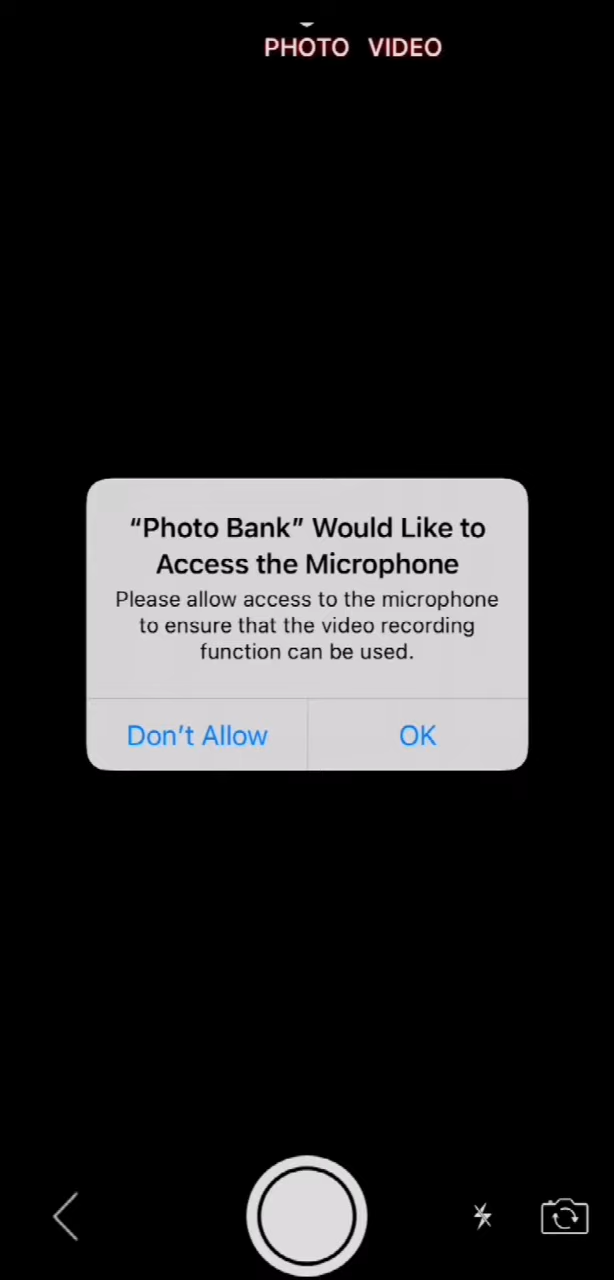 PHOTO VIDEO
“Photo Bank” Would Like to
Access the Microphone
Please allow access to the microphone
to ensure that the video recording
function can be used.
Don’t Allow OK